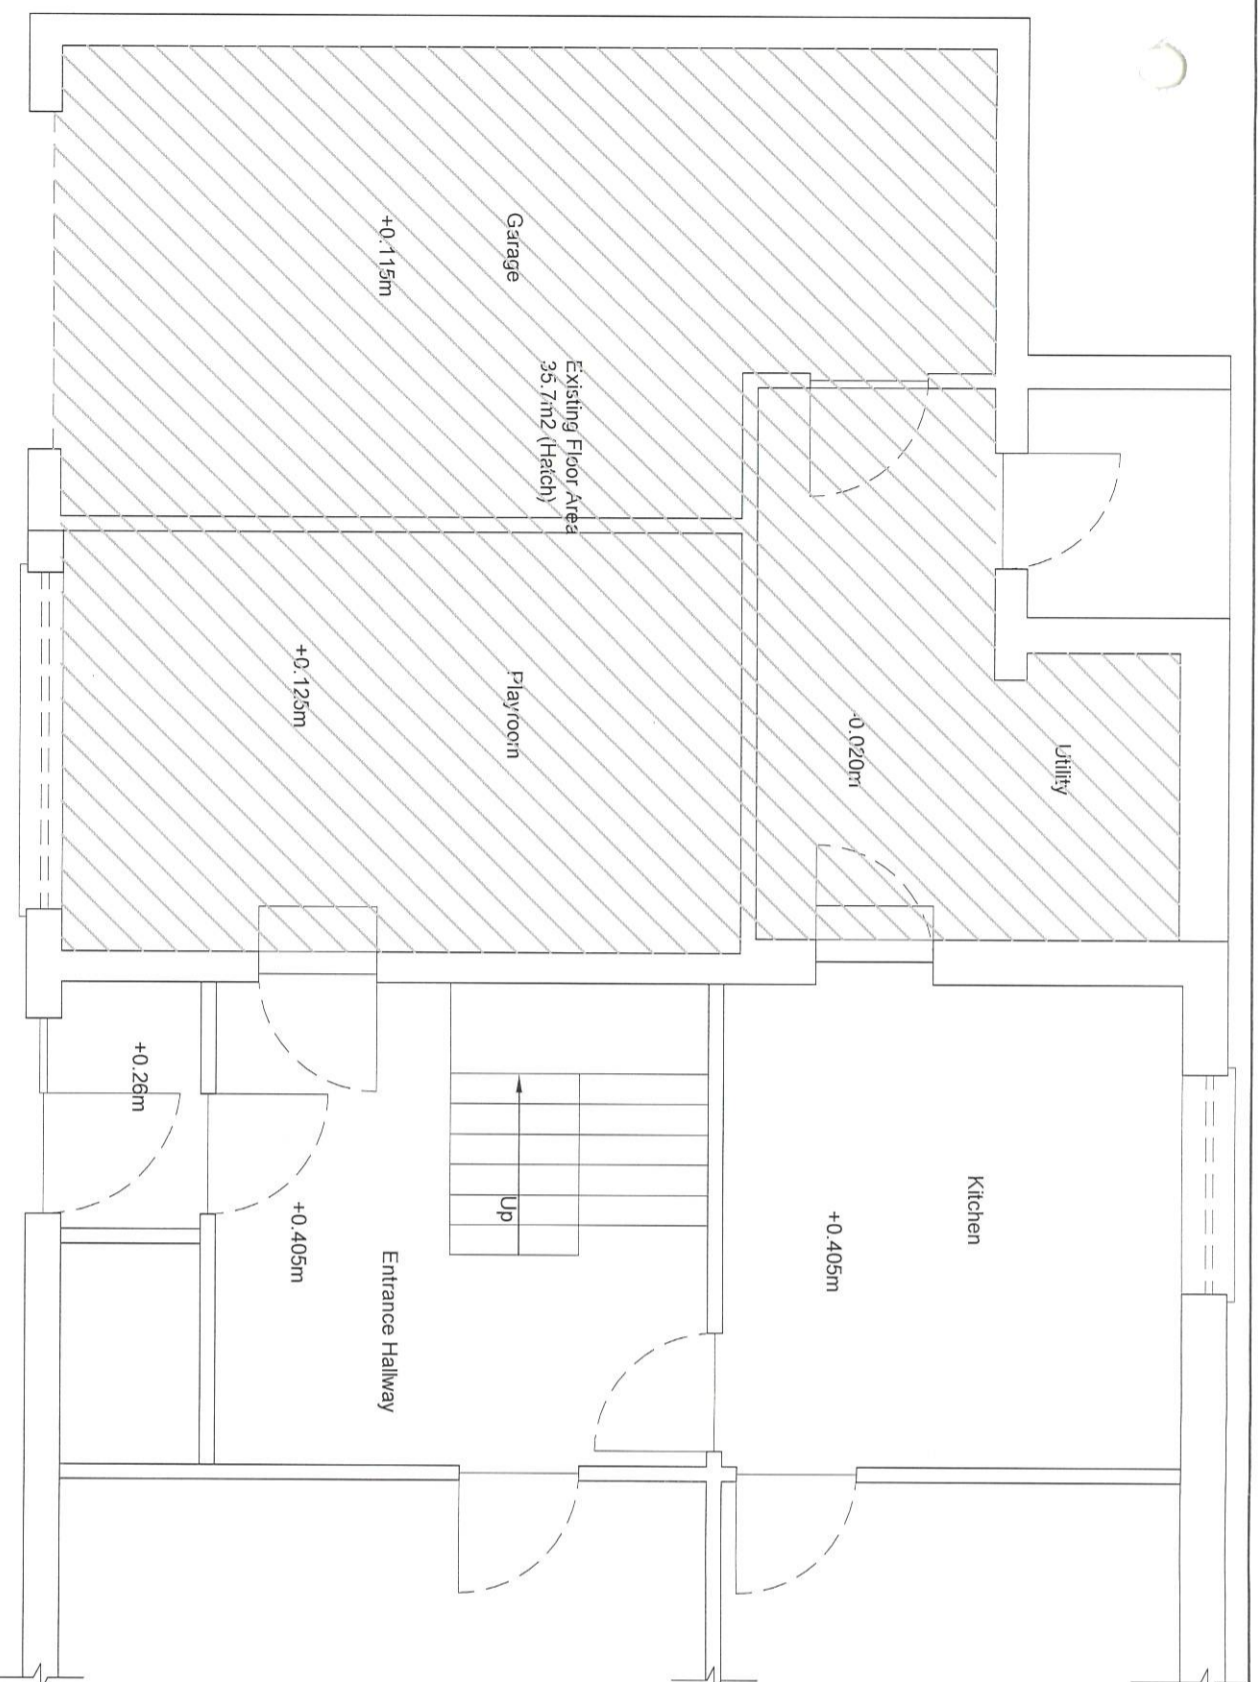 Utility
-0.020m
Kitchen
+0.405m
Existing Floor Area
35.7m2 (Hatch)
Garage
+0.115m
Playroom
+0.125m
Up
Entrance Hallway
+0.405m
+0.26m